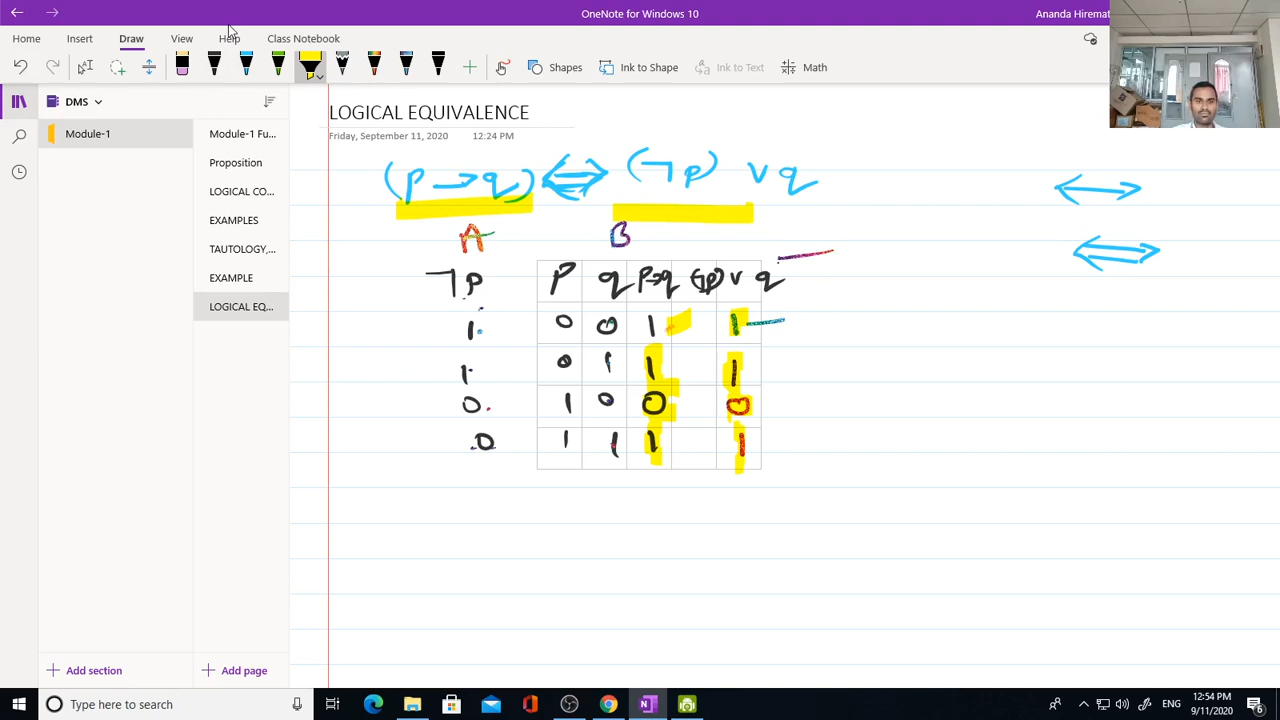 OneNote for Windows 10
Ananda Hiremat
Home Insert Draw View Help Class Notebook
Shapes Ink to Shape Ink to Text Math
DMS
Module-1
Module-1 Fu...
Proposition
LOGICAL CO...
EXAMPLES
TAUTOLOGY,...
EXAMPLE
LOGICAL EQ...
Add section
Add page
LOGICAL EQUIVALENCE
Friday, September 11, 2020 12:24 PM
(p → q) ⇔ (¬p) ∨ q ↔
A B ⇔
¬p p q p→q (¬p) ∨ q
1 0 0 1 1
1 0 1 1 1
0 1 0 0 0
0 1 1 1 1
Type here to search
12:54 PM
9/11/2020
6